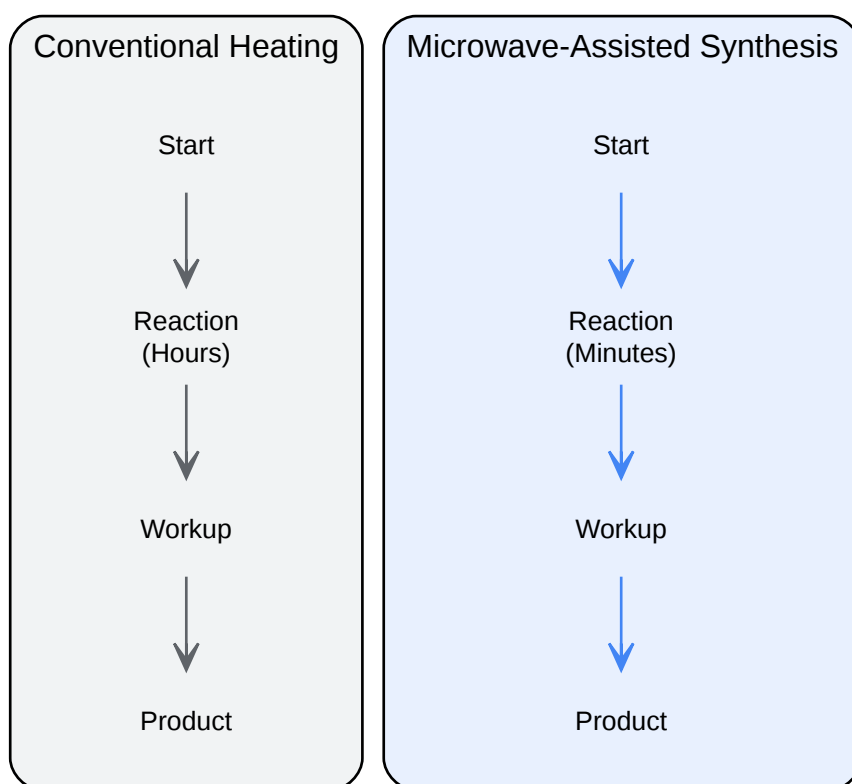 Conventional Heating
Start
Reaction
(Hours)
Workup
Product
Microwave-Assisted Synthesis
Start
Reaction
(Minutes)
Workup
Product